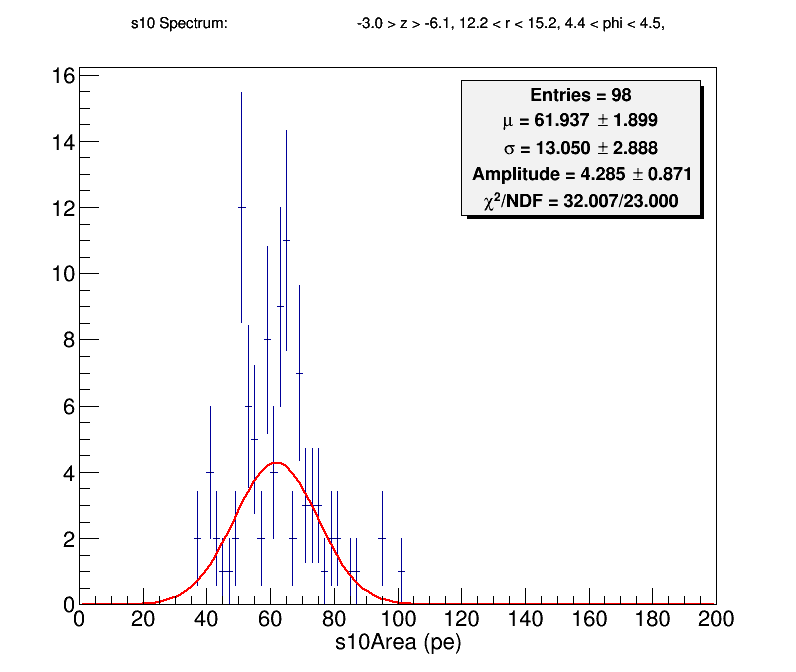 s10 Spectrum: -3.0 > z > -6.1, 12.2 < r < 15.2, 4.4 < phi < 4.5,
Entries = 98
μ = 61.937 ± 1.899
σ = 13.050 ± 2.888
Amplitude = 4.285 ± 0.871
χ²/NDF = 32.007/23.000
16
14
12
10
8
6
4
2
0
0 20 40 60 80 100 120 140 160 180 200
s10Area (pe)